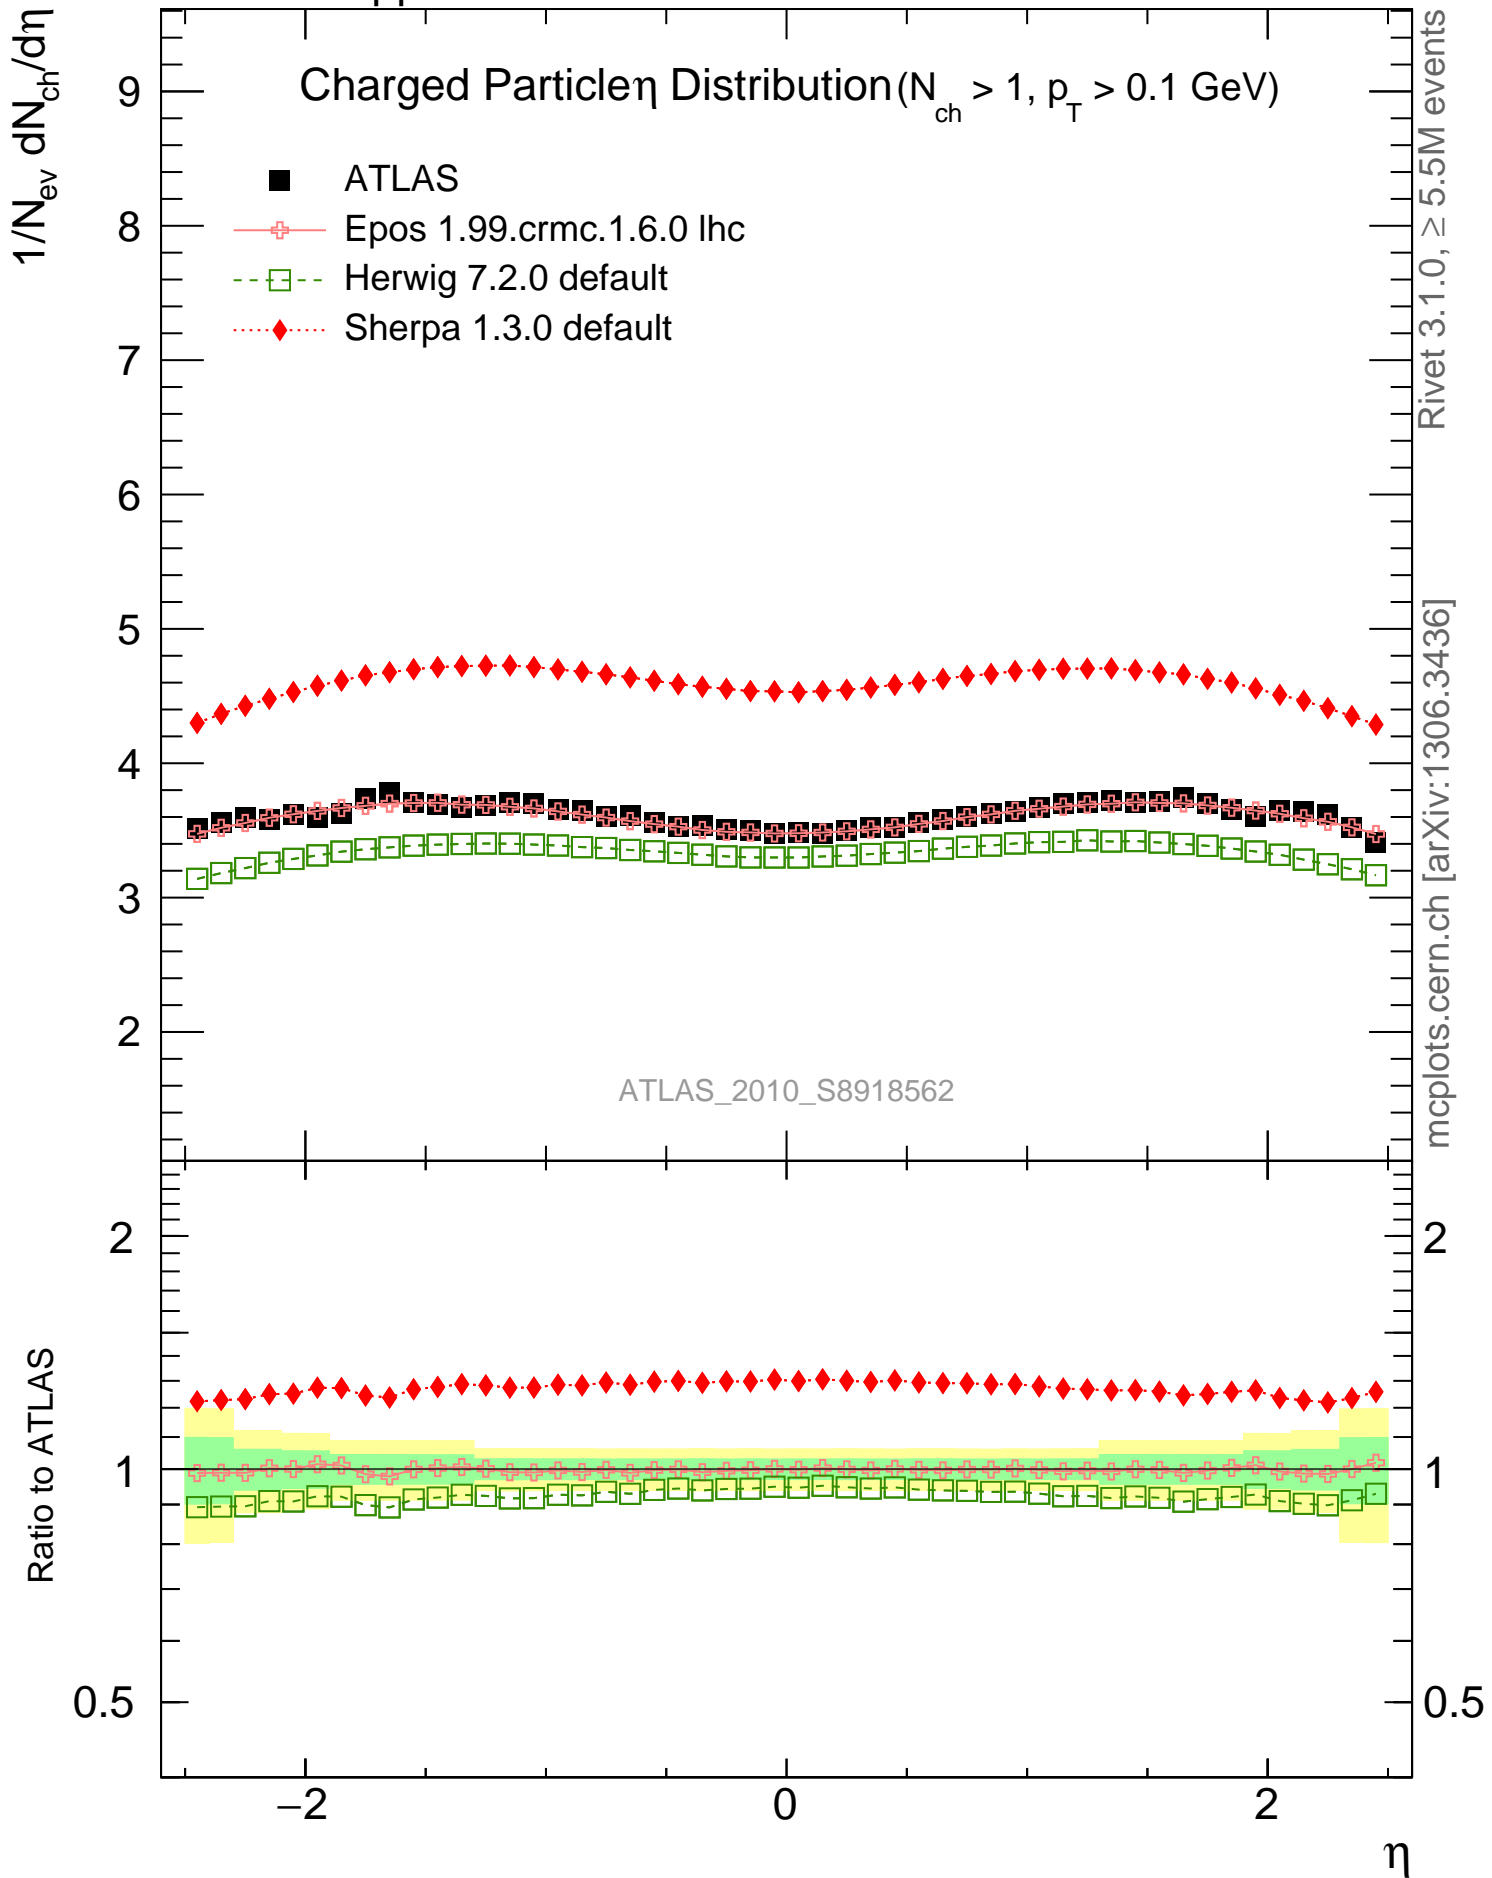 pp
1/N_ev dN_ch/dη
Charged Particleη Distribution(N_ch > 1, p_T > 0.1 GeV)
ATLAS
Epos 1.99.crmc.1.6.0 lhc
Herwig 7.2.0 default
Sherpa 1.3.0 default
9
8
7
6
5
4
3
2
ATLAS_2010_S8918562
Rivet 3.1.0, ≥ 5.5M events
mcplots.cern.ch [arXiv:1306.3436]
Ratio to ATLAS
2
1
0.5
2
1
0.5
−2
0
2
η